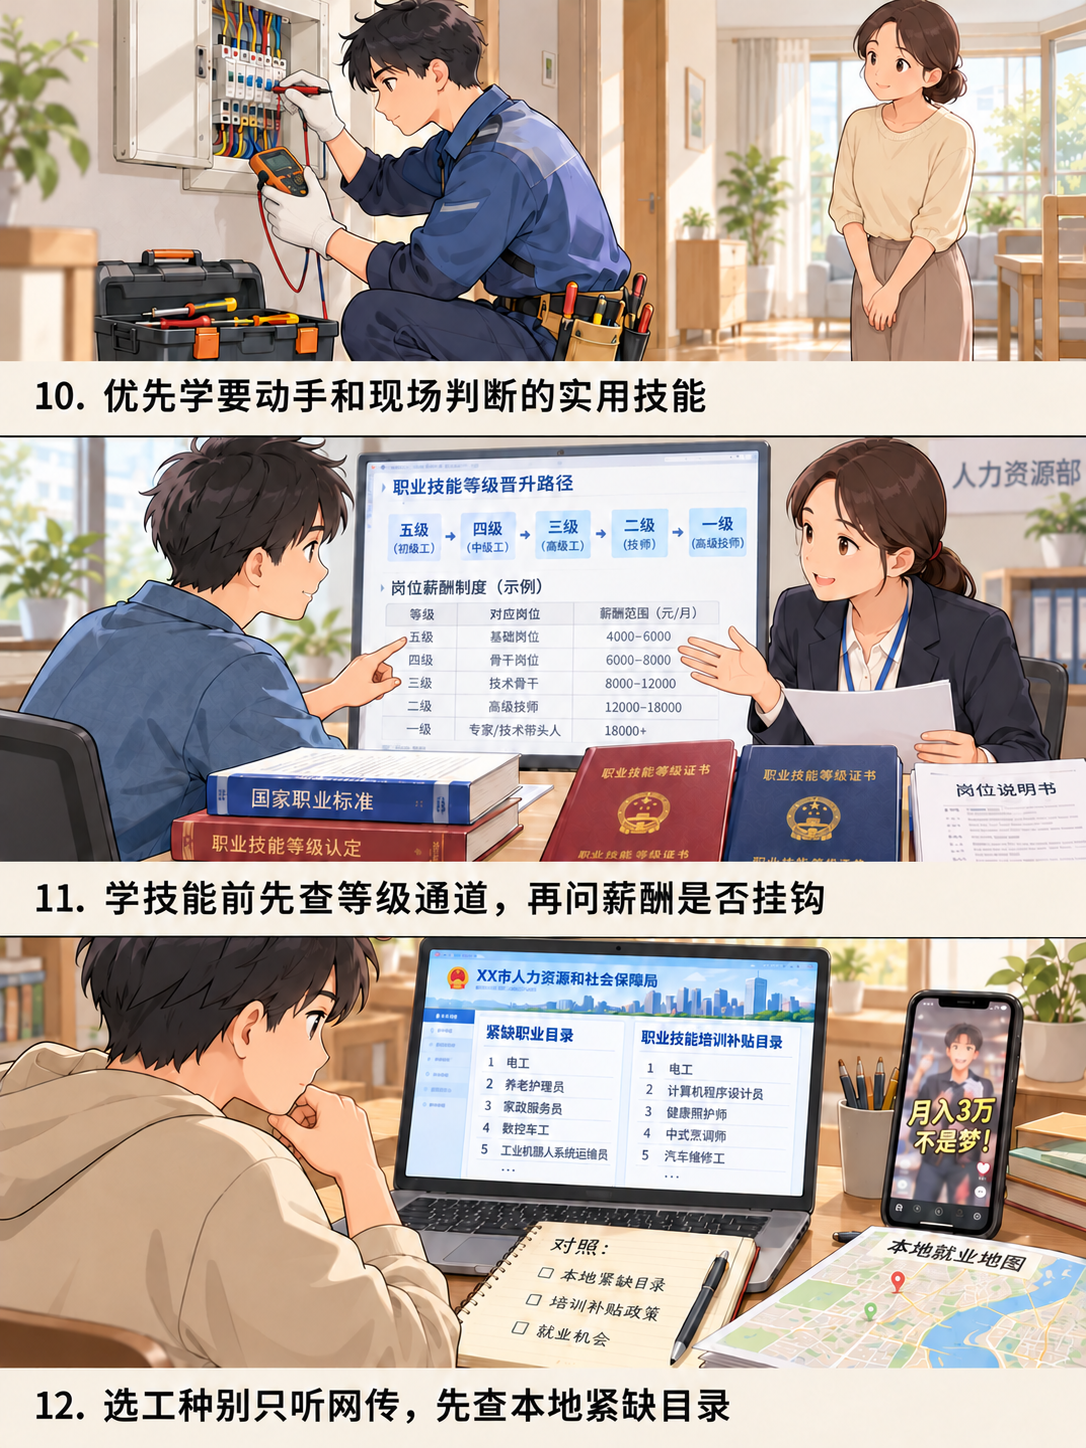 10. 优先学要动手和现场判断的实用技能
人力资源部
职业技能等级晋升路径
五级 四级 三级 二级 一级
(初级工) (中级工) (高级工) (技师) (高级技师)
岗位薪酬制度（示例）
等级 对应岗位 薪酬范围（元/月）
五级 基础岗位 4000-6000
四级 骨干岗位 6000-8000
三级 技术骨干 8000-12000
二级 高级技师 12000-18000
一级 专家/技术带头人 18000+
国家职业标准
职业技能等级认定
职业技能等级证书
职业技能等级证书
职业技能等级证书
职业技能等级证书
岗位说明书
11. 学技能前先查等级通道，再问薪酬是否挂钩
XX市人力资源和社会保障局
紧缺职业目录
1 电工
2 养老护理员
3 家政服务员
4 数控车工
5 工业机器人系统运维员
...
职业技能培训补贴目录
1 电工
2 计算机程序设计员
3 健康照护师
4 中式烹调师
5 汽车维修工
...
月入3万
不是梦！
对照：
□ 本地紧缺目录
□ 培训补贴政策
□ 就业机会
本地就业地图
12. 选工种别只听网传，先查本地紧缺目录